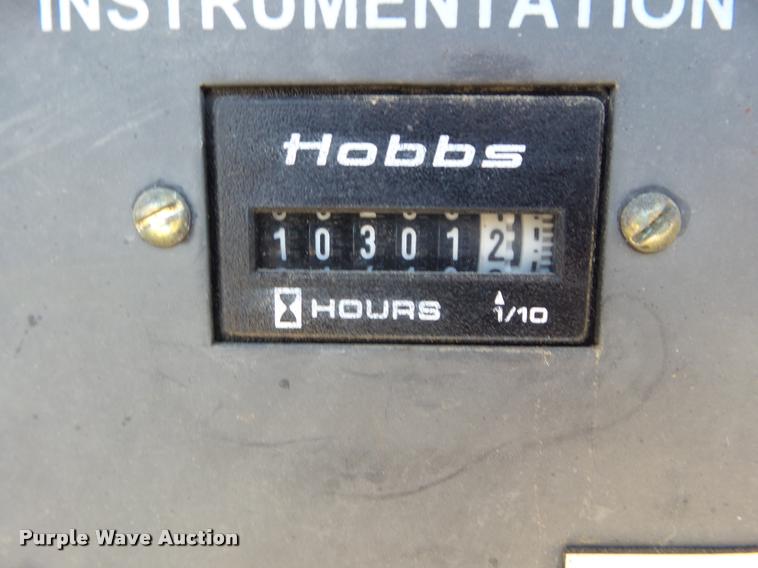 INSTRUMENTATION
Hobbs
103012
HOURS 1/10
Purple Wave Auction